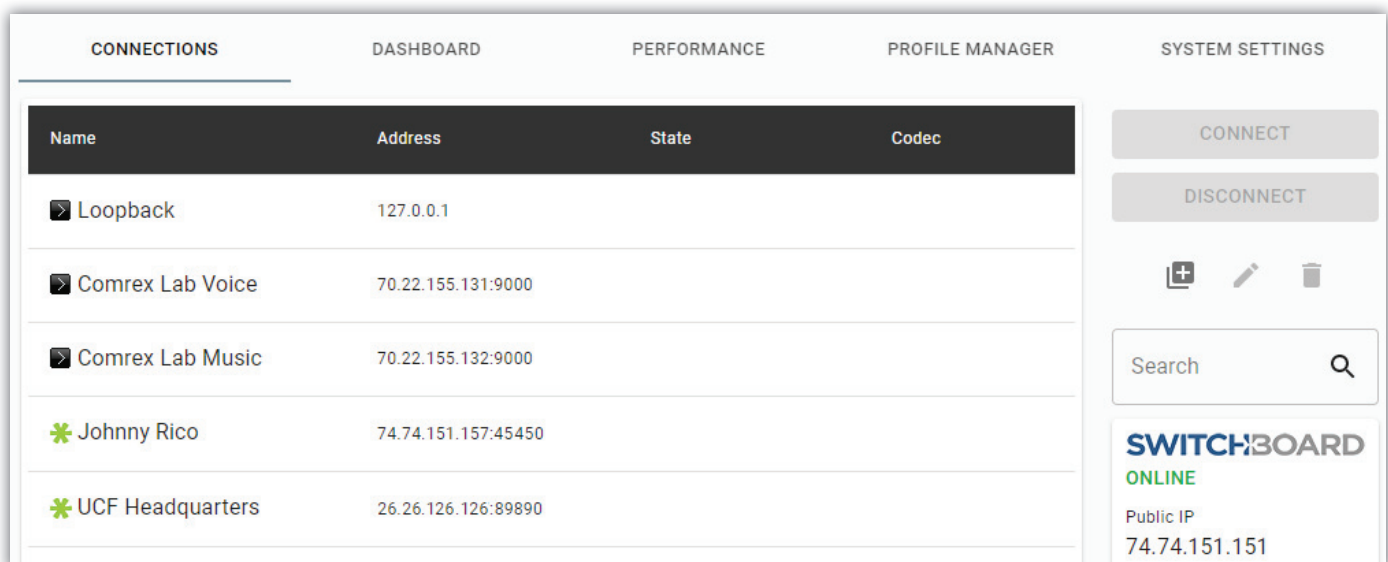 CONNECTIONS DASHBOARD PERFORMANCE PROFILE MANAGER SYSTEM SETTINGS
Name Address State Codec
Loopback 127.0.0.1
Comrex Lab Voice 70.22.155.131:9000
Comrex Lab Music 70.22.155.132:9000
Johnny Rico 74.74.151.157:45450
UCF Headquarters 26.26.126.126:89890
CONNECT
DISCONNECT
Search
SWITCHBOARD
ONLINE
Public IP
74.74.151.151